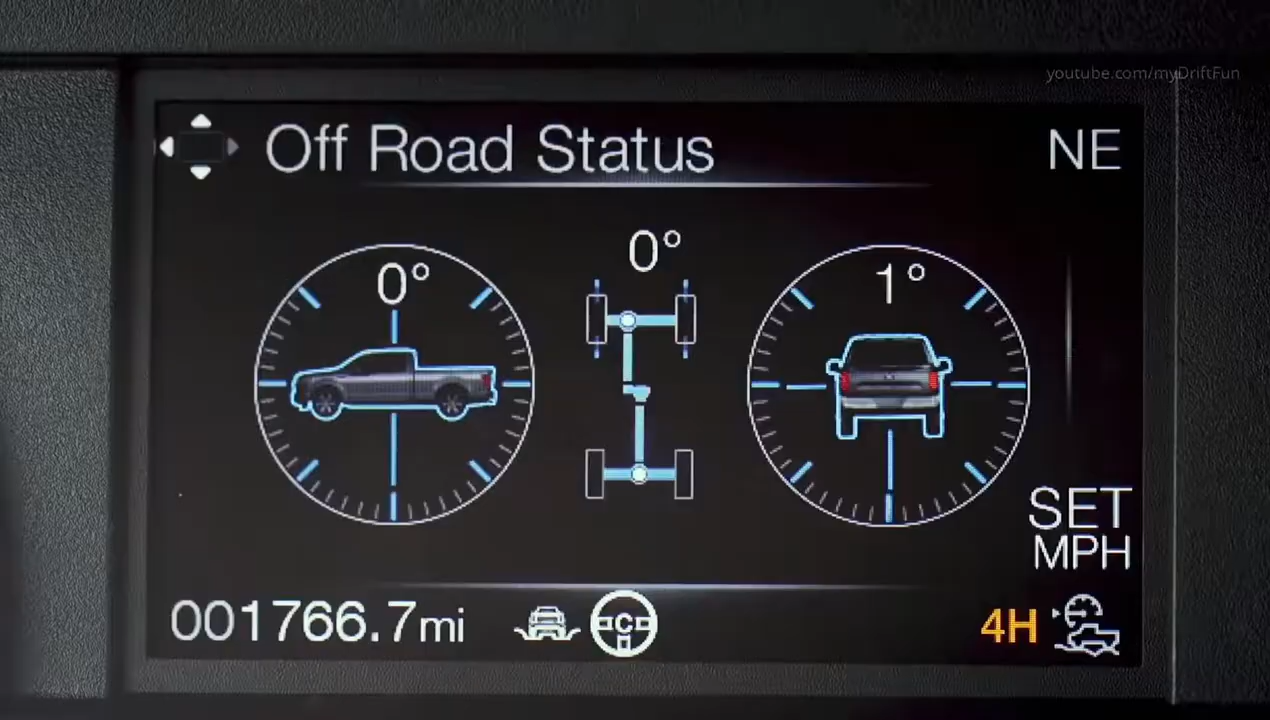 youtube.com/myDriftFun
Off Road Status
NE
0°
0°
1°
SET
MPH
001766.7mi
C
4H